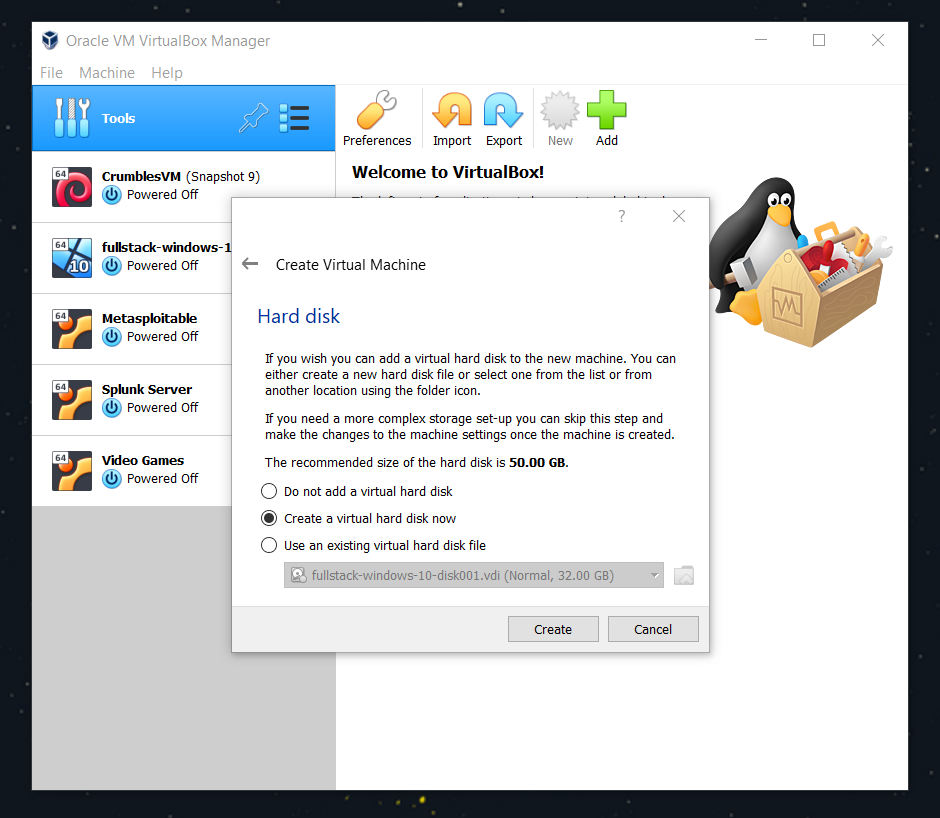 Oracle VM VirtualBox Manager
File Machine Help
Tools
Preferences
Import
Export
New
Add
64
CrumblesVM (Snapshot 9)
Powered Off
64
10
fullstack-windows-1
Powered Off
64
Metasploitable
Powered Off
64
Splunk Server
Powered Off
64
Video Games
Powered Off
Welcome to VirtualBox!
?
Create Virtual Machine
Hard disk
If you wish you can add a virtual hard disk to the new machine. You can
either create a new hard disk file or select one from the list or from
another location using the folder icon.
If you need a more complex storage set-up you can skip this step and
make the changes to the machine settings once the machine is created.
The recommended size of the hard disk is 50.00 GB.
Do not add a virtual hard disk
Create a virtual hard disk now
Use an existing virtual hard disk file
fullstack-windows-10-disk001.vdi (Normal, 32.00 GB)
Create
Cancel